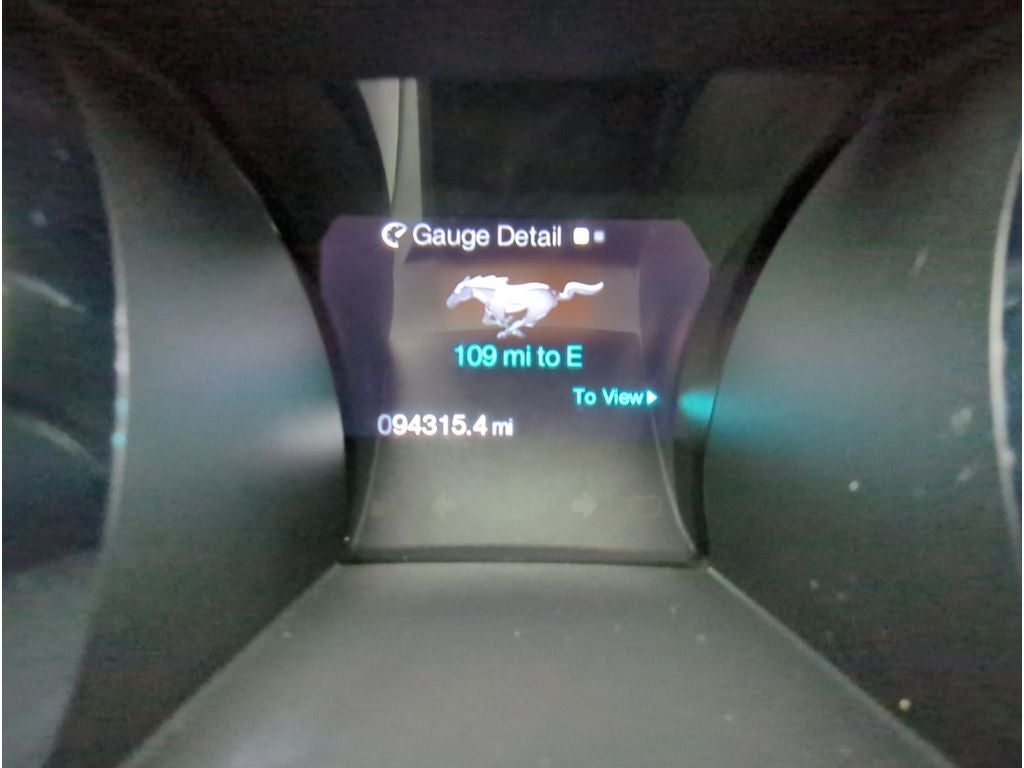 Gauge Detail
109 mi to E
To View
094315.4 mi